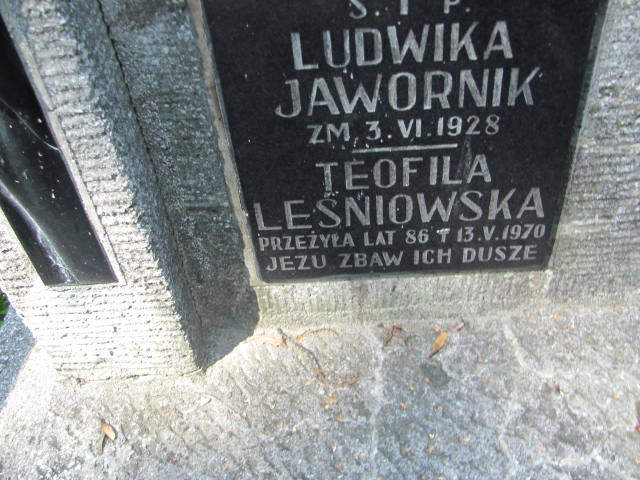 Ś. † P.
LUDWIKA
JAWORNIK
ZM. 3. VI. 1928
TEOFILA
LEŚNIOWSKA
PRZEŻYŁA LAT 86 † 13.V.1970
JEZU ZBAW ICH DUSZE